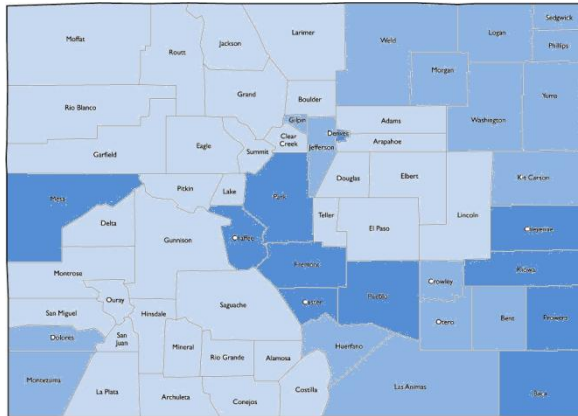 Moffat
Routt
Jackson
Larimer
Weld
Logan
Sedgwick
Phillips
Morgan
Grand
Boulder
Rio Blanco
Gilpin
Adams
Washington
Yuma
Denver
Clear
Creek
Jefferson
Arapahoe
Eagle
Summit
Garfield
Douglas
Elbert
Kit Carson
Pitkin
Lake
Park
Mesa
Teller
Lincoln
Delta
Gunnison
Chaffee
El Paso
Cheyenne
Fremont
Kiowa
Montrose
Crowley
Ouray
Saguache
Custer
Pueblo
San Miguel
Hinsdale
Otero
Bent
Prowers
Dolores
San
Juan
Mineral
Rio Grande
Alamosa
Huerfano
Montezuma
La Plata
Archuleta
Conejos
Costilla
Las Animas
Baca